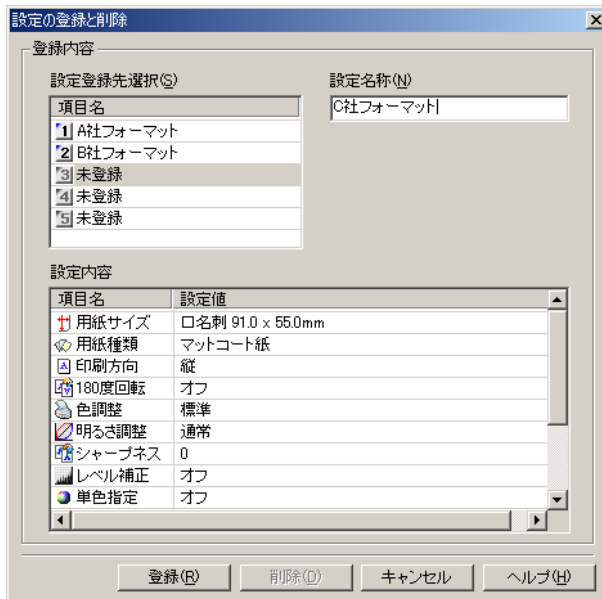 設定の登録と削除
登録内容
設定登録先選択(S)
設定名称(N)
項目名
C社フォーマット
1 A社フォーマット
2 B社フォーマット
3 未登録
4 未登録
5 未登録
設定内容
項目名 設定値
用紙サイズ 口名刺 91.0 x 55.0mm
用紙種類 マットコート紙
印刷方向 縦
180度回転 オフ
色調整 標準
明るさ調整 通常
シャープネス 0
レベル補正 オフ
単色指定 オフ
登録(R) 削除(D) キャンセル ヘルプ(H)